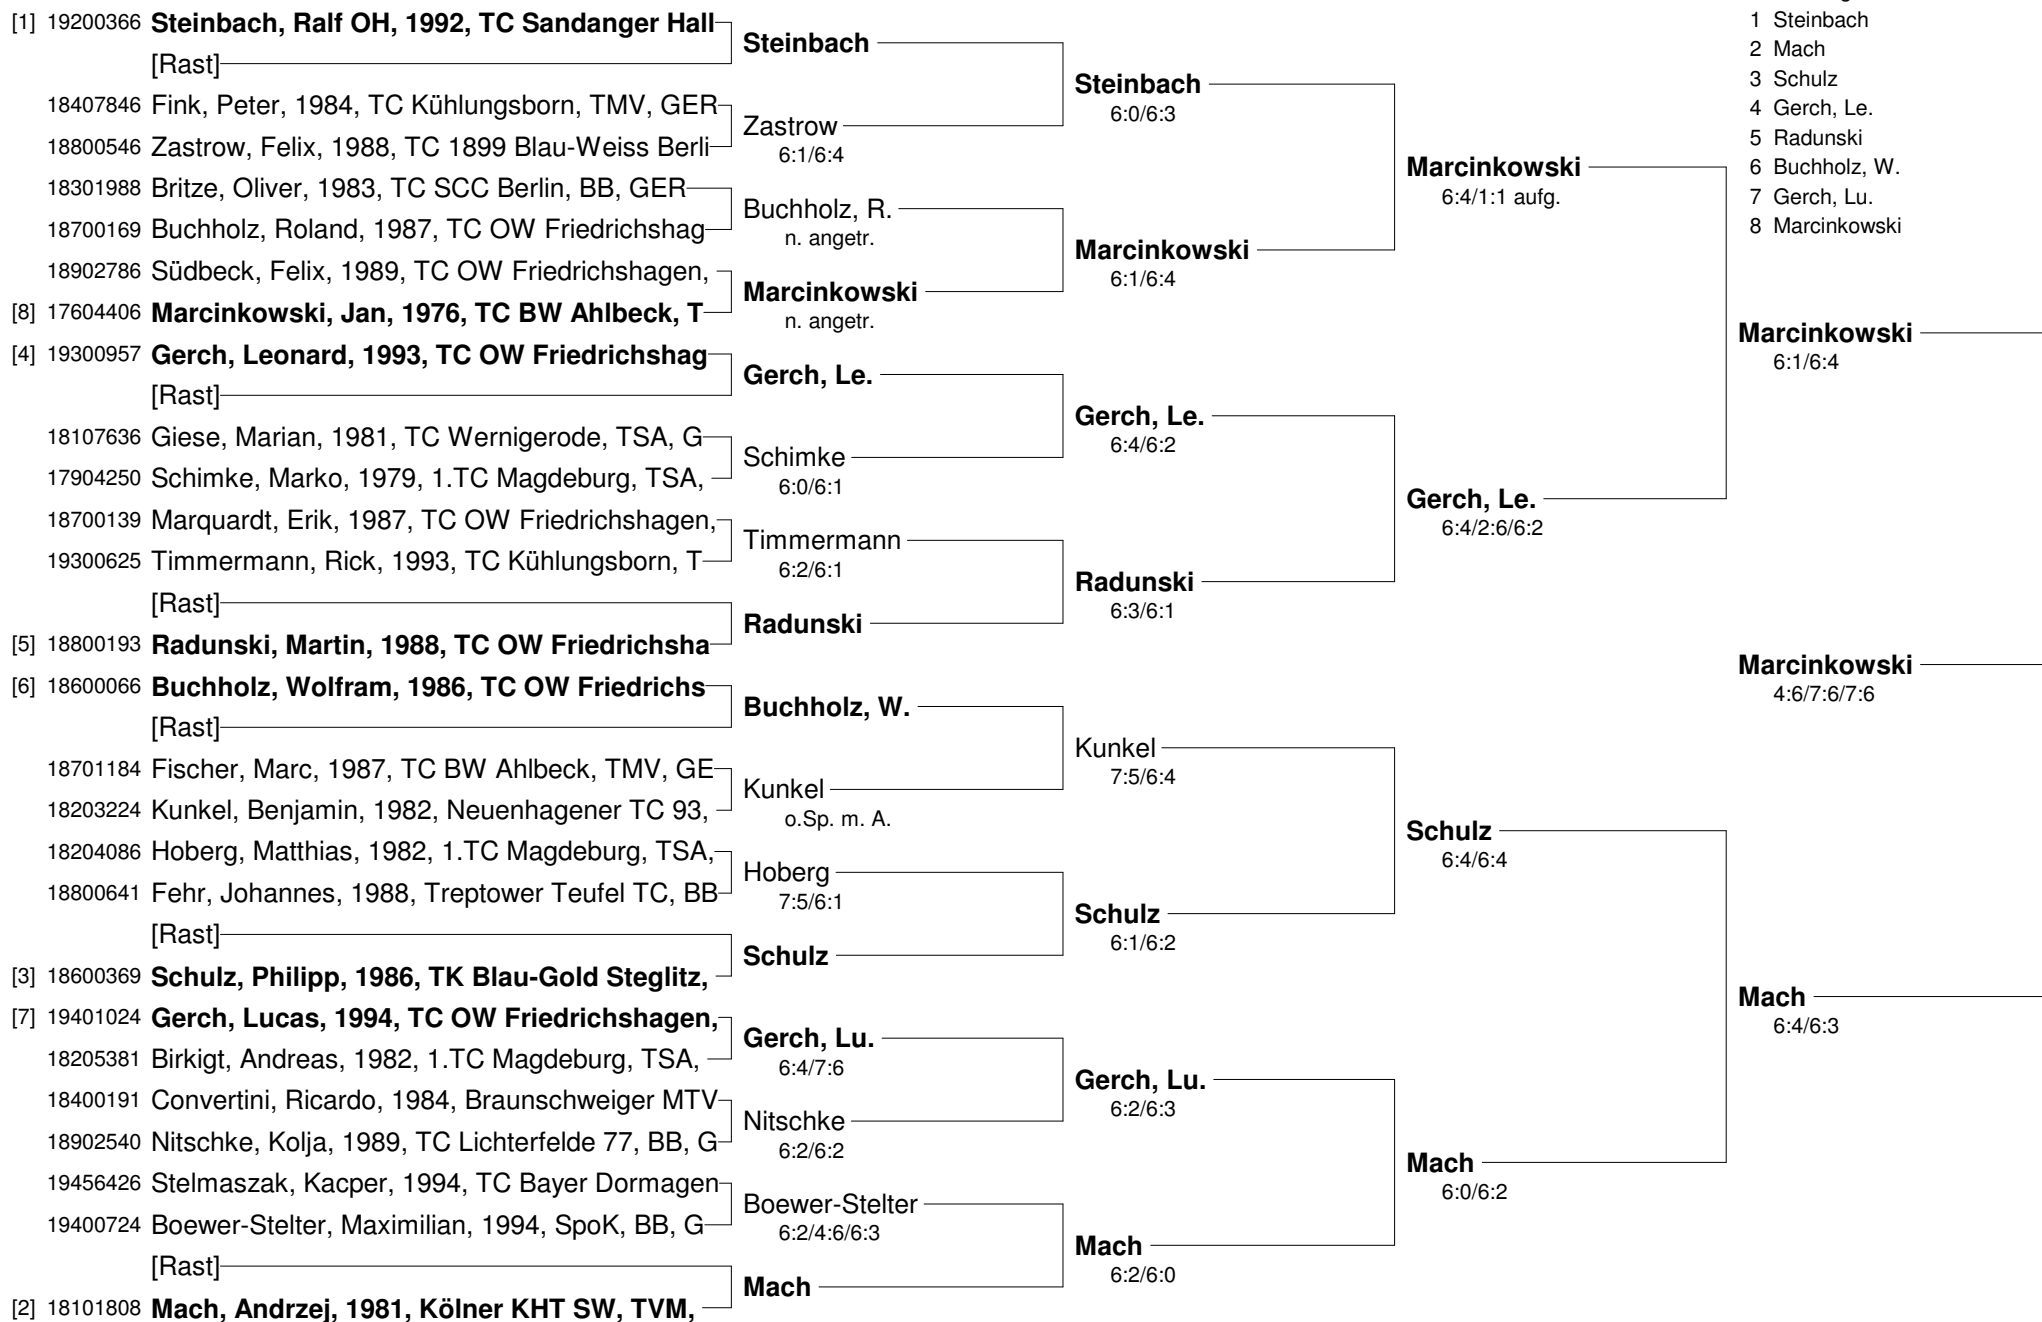 [1] 19200366 Steinbach, Ralf OH, 1992, TC Sandanger Hall
[Rast]
18407846 Fink, Peter, 1984, TC Kühlungsborn, TMV, GER
18800546 Zastrow, Felix, 1988, TC 1899 Blau-Weiss Berli
18301988 Britze, Oliver, 1983, TC SCC Berlin, BB, GER
18700169 Buchholz, Roland, 1987, TC OW Friedrichshag
18902786 Südbeck, Felix, 1989, TC OW Friedrichshagen,
[8] 17604406 Marcinkowski, Jan, 1976, TC BW Ahlbeck, T
[4] 19300957 Gerch, Leonard, 1993, TC OW Friedrichshag
[Rast]
18107636 Giese, Marian, 1981, TC Wernigerode, TSA, G
17904250 Schimke, Marko, 1979, 1.TC Magdeburg, TSA,
18700139 Marquardt, Erik, 1987, TC OW Friedrichshagen,
19300625 Timmermann, Rick, 1993, TC Kühlungsborn, T
[Rast]
[5] 18800193 Radunski, Martin, 1988, TC OW Friedrichsha
[6] 18600066 Buchholz, Wolfram, 1986, TC OW Friedrichs
[Rast]
18701184 Fischer, Marc, 1987, TC BW Ahlbeck, TMV, GE
18203224 Kunkel, Benjamin, 1982, Neuenhagener TC 93,
18204086 Hoberg, Matthias, 1982, 1.TC Magdeburg, TSA,
18800641 Fehr, Johannes, 1988, Treptower Teufel TC, BB
[Rast]
[3] 18600369 Schulz, Philipp, 1986, TK Blau-Gold Steglitz,
[7] 19401024 Gerch, Lucas, 1994, TC OW Friedrichshagen,
18205381 Birkigt, Andreas, 1982, 1.TC Magdeburg, TSA,
18400191 Convertini, Ricardo, 1984, Braunschweiger MTV
18902540 Nitschke, Kolja, 1989, TC Lichterfelde 77, BB, G
19456426 Stelmaszak, Kacper, 1994, TC Bayer Dormagen
19400724 Boewer-Stelter, Maximilian, 1994, SpoK, BB, G
[Rast]
[2] 18101808 Mach, Andrzej, 1981, Kölner KHT SW, TVM,
Steinbach
Zastrow
6:1/6:4
Buchholz, R.
n. angetr.
Marcinkowski
n. angetr.
Gerch, Le.
Schimke
6:0/6:1
Timmermann
6:2/6:1
Radunski
Buchholz, W.
Kunkel
o.Sp. m. A.
Hoberg
7:5/6:1
Schulz
Gerch, Lu.
6:4/7:6
Nitschke
6:2/6:2
Boewer-Stelter
6:2/4:6/6:3
Mach
Steinbach
6:0/6:3
Marcinkowski
6:1/6:4
Gerch, Le.
6:4/6:2
Radunski
6:3/6:1
Kunkel
7:5/6:4
Schulz
6:1/6:2
Gerch, Lu.
6:2/6:3
Mach
6:2/6:0
Marcinkowski
6:4/1:1 aufg.
Gerch, Le.
6:4/2:6/6:2
Schulz
6:4/6:4
Mach
6:0/6:2
1 Steinbach
2 Mach
3 Schulz
4 Gerch, Le.
5 Radunski
6 Buchholz, W.
7 Gerch, Lu.
8 Marcinkowski
Marcinkowski
6:1/6:4
Marcinkowski
4:6/7:6/7:6
Mach
6:4/6:3